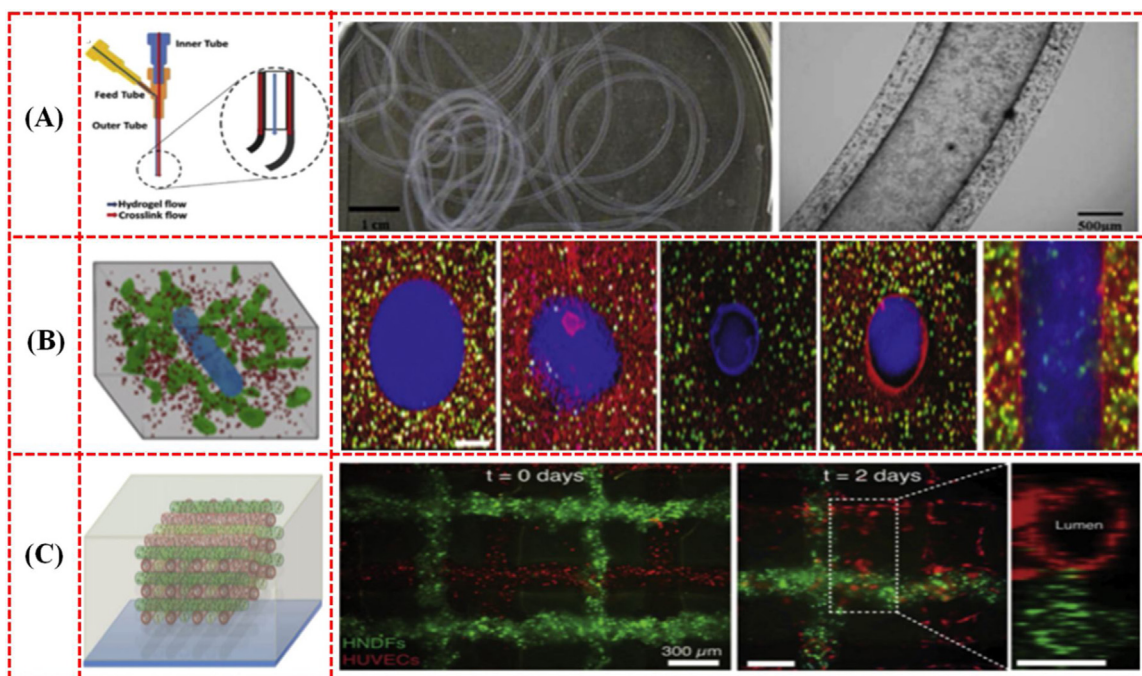 (A)
Inner Tube
Feed Tube
Outer Tube
Hydrogel flow
Crosslink flow
1 cm
500µm
(B)
(C)
t = 0 days
HNDFs
HUVECs
300 µm
t = 2 days
Lumen